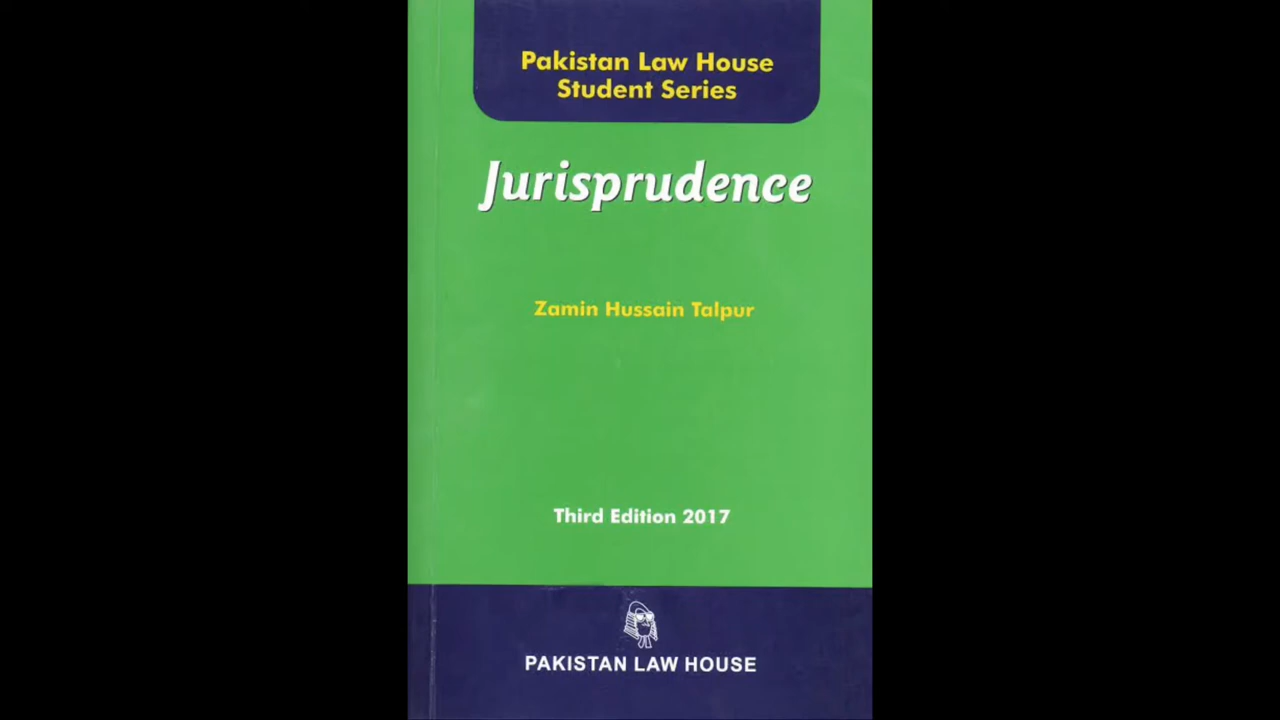 Pakistan Law House
Student Series
Jurisprudence
Zamin Hussain Talpur
Third Edition 2017
PAKISTAN LAW HOUSE